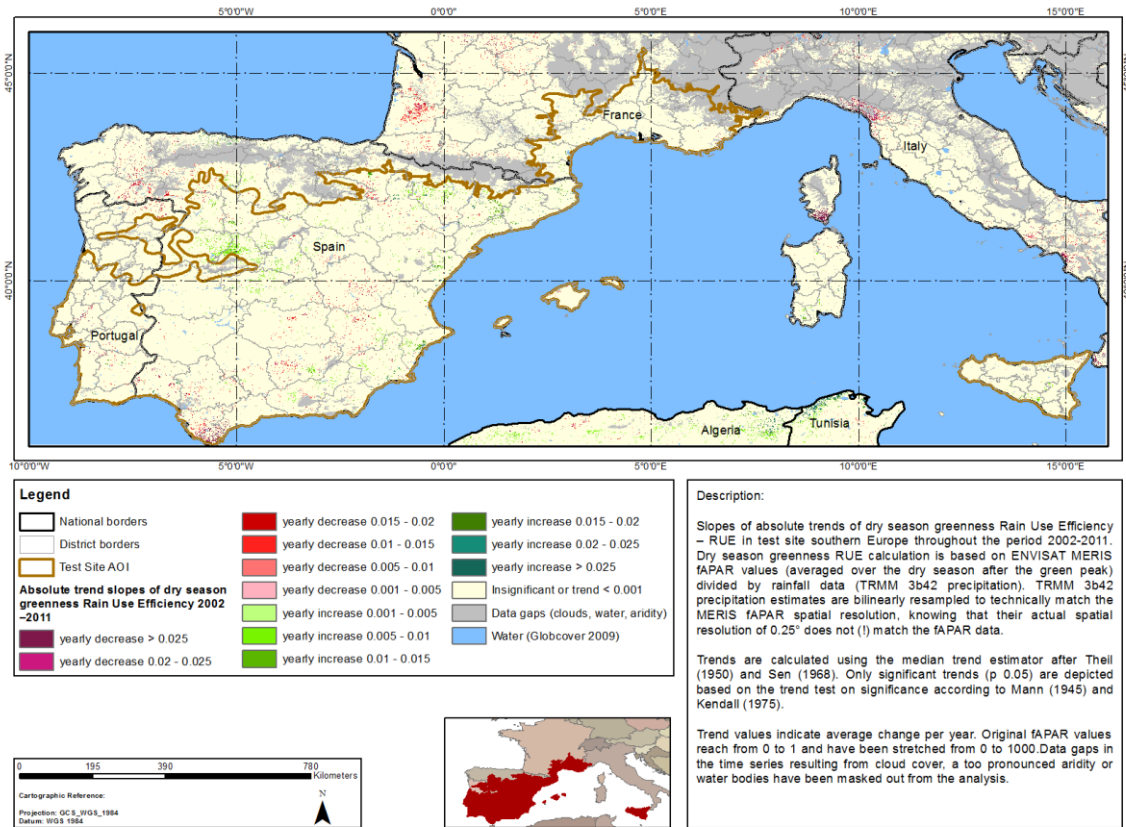 5°0'0"W 0°0'0"E 5°0'0"E 10°0'0"E 15°0'0"E
45°0'0"N
40°0'0"N
France
Italy
Spain
Portugal
Algeria
Tunisia
10°0'0"W 5°0'0"W 0°0'0"E 5°0'0"E 10°0'0"E 15°0'0"E
Legend
National borders
District borders
Test Site AOI
Absolute trend slopes of dry season
greenness Rain Use Efficiency 2002
–2011
yearly decrease > 0.025
yearly decrease 0.02 - 0.025
yearly decrease 0.015 - 0.02
yearly decrease 0.01 - 0.015
yearly decrease 0.005 - 0.01
yearly decrease 0.001 - 0.005
yearly increase 0.001 - 0.005
yearly increase 0.005 - 0.01
yearly increase 0.01 - 0.015
yearly increase 0.015 - 0.02
yearly increase 0.02 - 0.025
yearly increase > 0.025
Insignificant or trend < 0.001
Data gaps (clouds, water, aridity)
Water (Globcover 2009)
Description:
Slopes of absolute trends of dry season greenness Rain Use Efficiency
– RUE in test site southern Europe throughout the period 2002-2011.
Dry season greenness RUE calculation is based on ENVISAT MERIS
fAPAR values (averaged over the dry season after the green peak)
divided by rainfall data (TRMM 3b42 precipitation). TRMM 3b42
precipitation estimates are bilinearly resampled to technically match the
MERIS fAPAR spatial resolution, knowing that their actual spatial
resolution of 0.25° does not (!) match the fAPAR data.
Trends are calculated using the median trend estimator after Theil
(1950) and Sen (1968). Only significant trends (p 0.05) are depicted
based on the trend test on significance according to Mann (1945) and
Kendall (1975).
Trend values indicate average change per year. Original fAPAR values
reach from 0 to 1 and have been stretched from 0 to 1000.Data gaps in
the time series resulting from cloud cover, a too pronounced aridity or
water bodies have been masked out from the analysis.
0 195 390 780
Kilometers
Cartographic Reference:
N
Projection: GCS_WGS_1984
Datum: WGS 1984